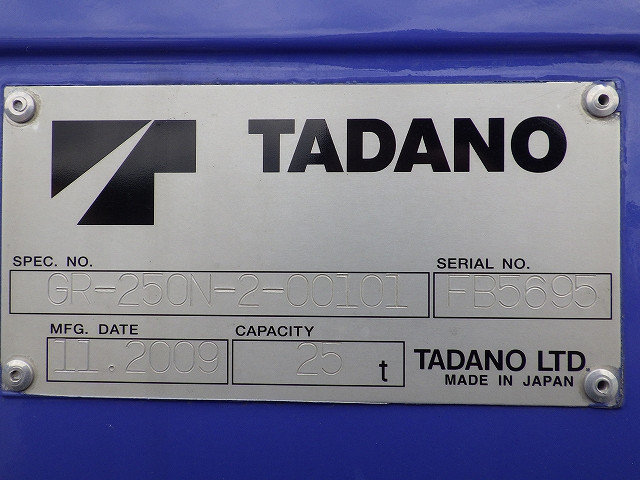 TADANO
SPEC. NO.
GR-250N-2-00101
SERIAL NO.
FB5695
MFG. DATE
11.2009
CAPACITY
25 t
TADANO LTD.
MADE IN JAPAN